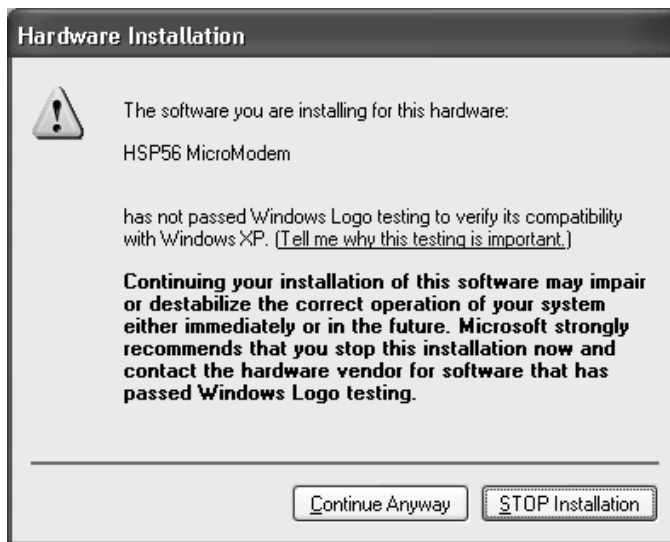 Hardware Installation
The software you are installing for this hardware:
HSP56 MicroModem
has not passed Windows Logo testing to verify its compatibility
with Windows XP. (Tell me why this testing is important.)
Continuing your installation of this software may impair
or destabilize the correct operation of your system
either immediately or in the future. Microsoft strongly
recommends that you stop this installation now and
contact the hardware vendor for software that has
passed Windows Logo testing.
Continue Anyway STOP Installation